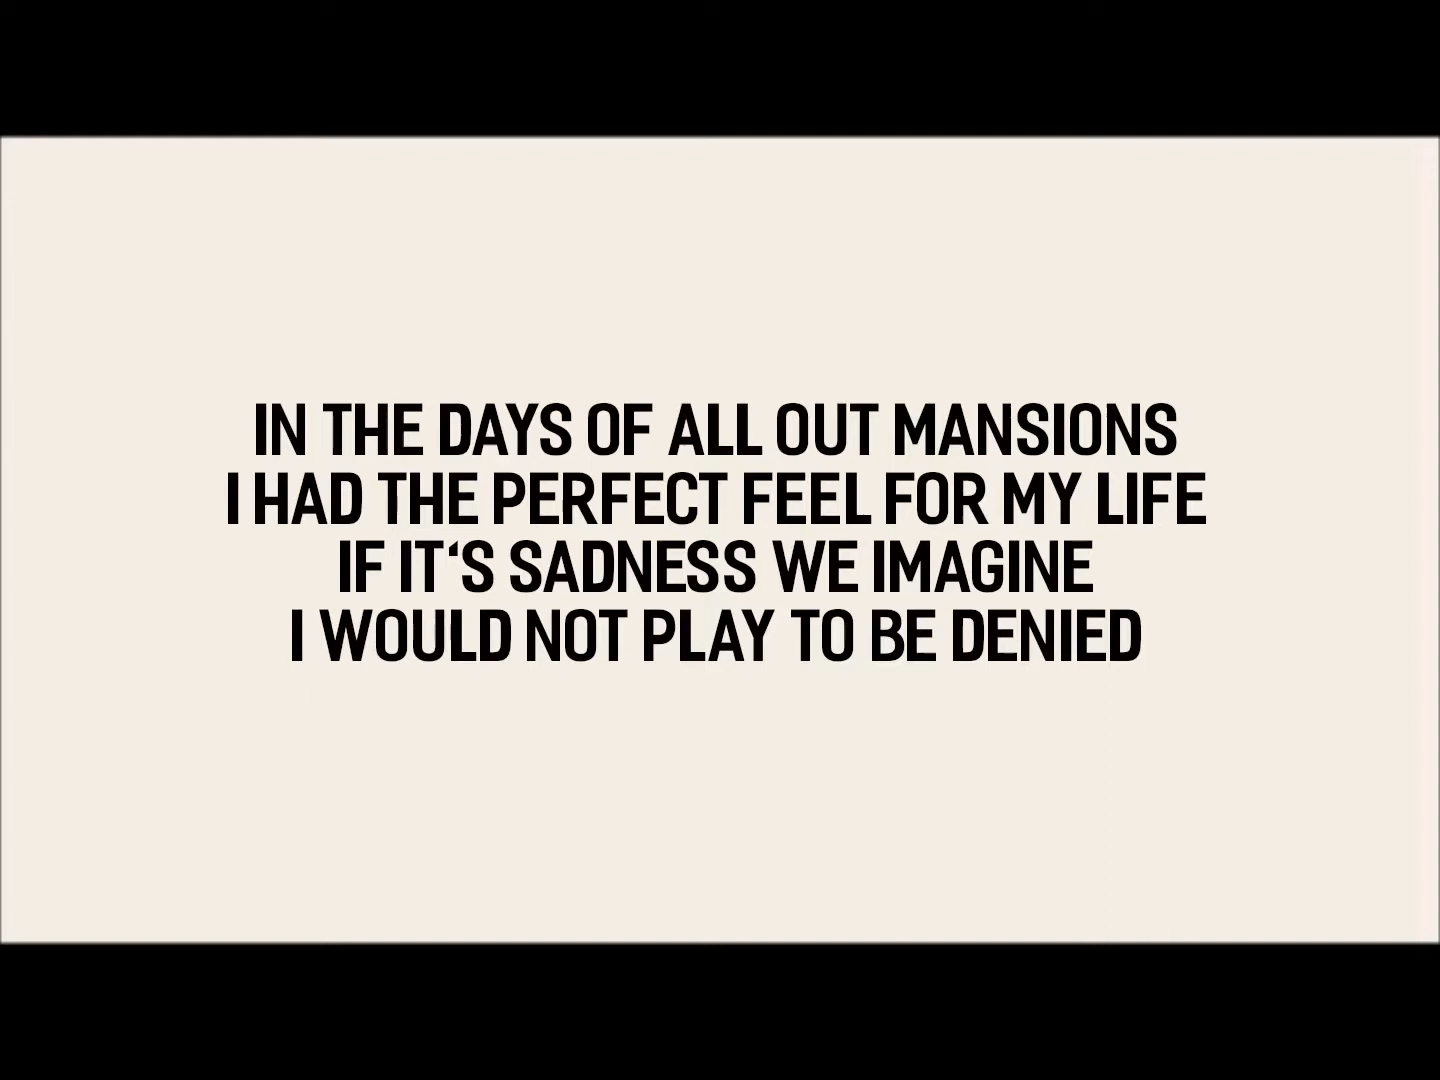 IN THE DAYS OF ALL OUT MANSIONS
I HAD THE PERFECT FEEL FOR MY LIFE
IF IT‘S SADNESS WE IMAGINE
I WOULD NOT PLAY TO BE DENIED